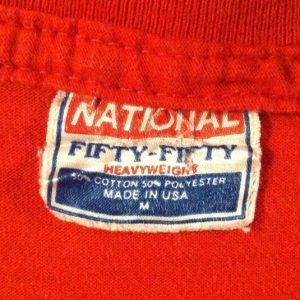 NATIONAL
FIFTY-FIFTY
HEAVYWEIGHT
50% COTTON 50% POLYESTER
MADE IN USA
M